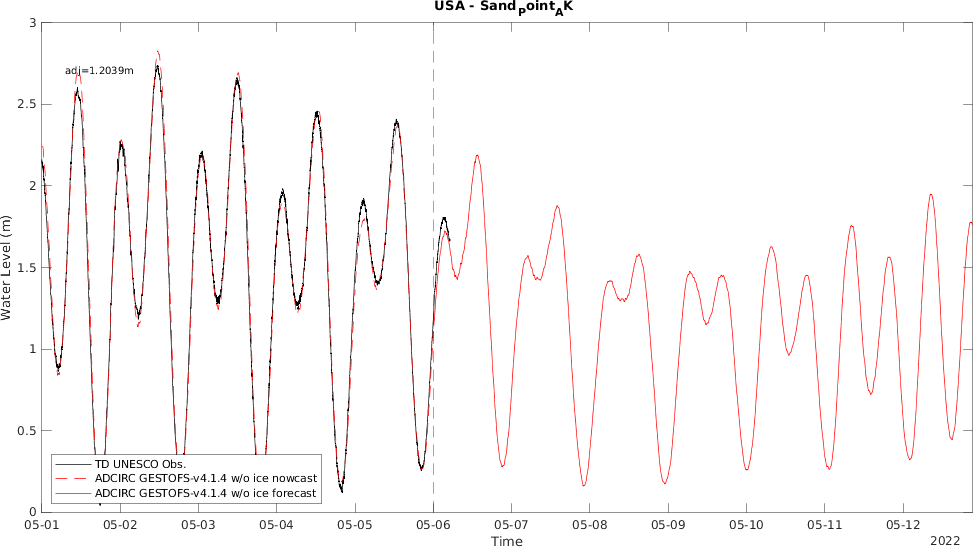 USA - Sand_Point_AK
3
2.5
2
1.5
1
0.5
0
Water Level (m)
adj=1.2039m
TD UNESCO Obs.
ADCIRC GESTOFS-v4.1.4 w/o ice nowcast
ADCIRC GESTOFS-v4.1.4 w/o ice forecast
05-01 05-02 05-03 05-04 05-05 05-06 05-07 05-08 05-09 05-10 05-11 05-12
Time
2022